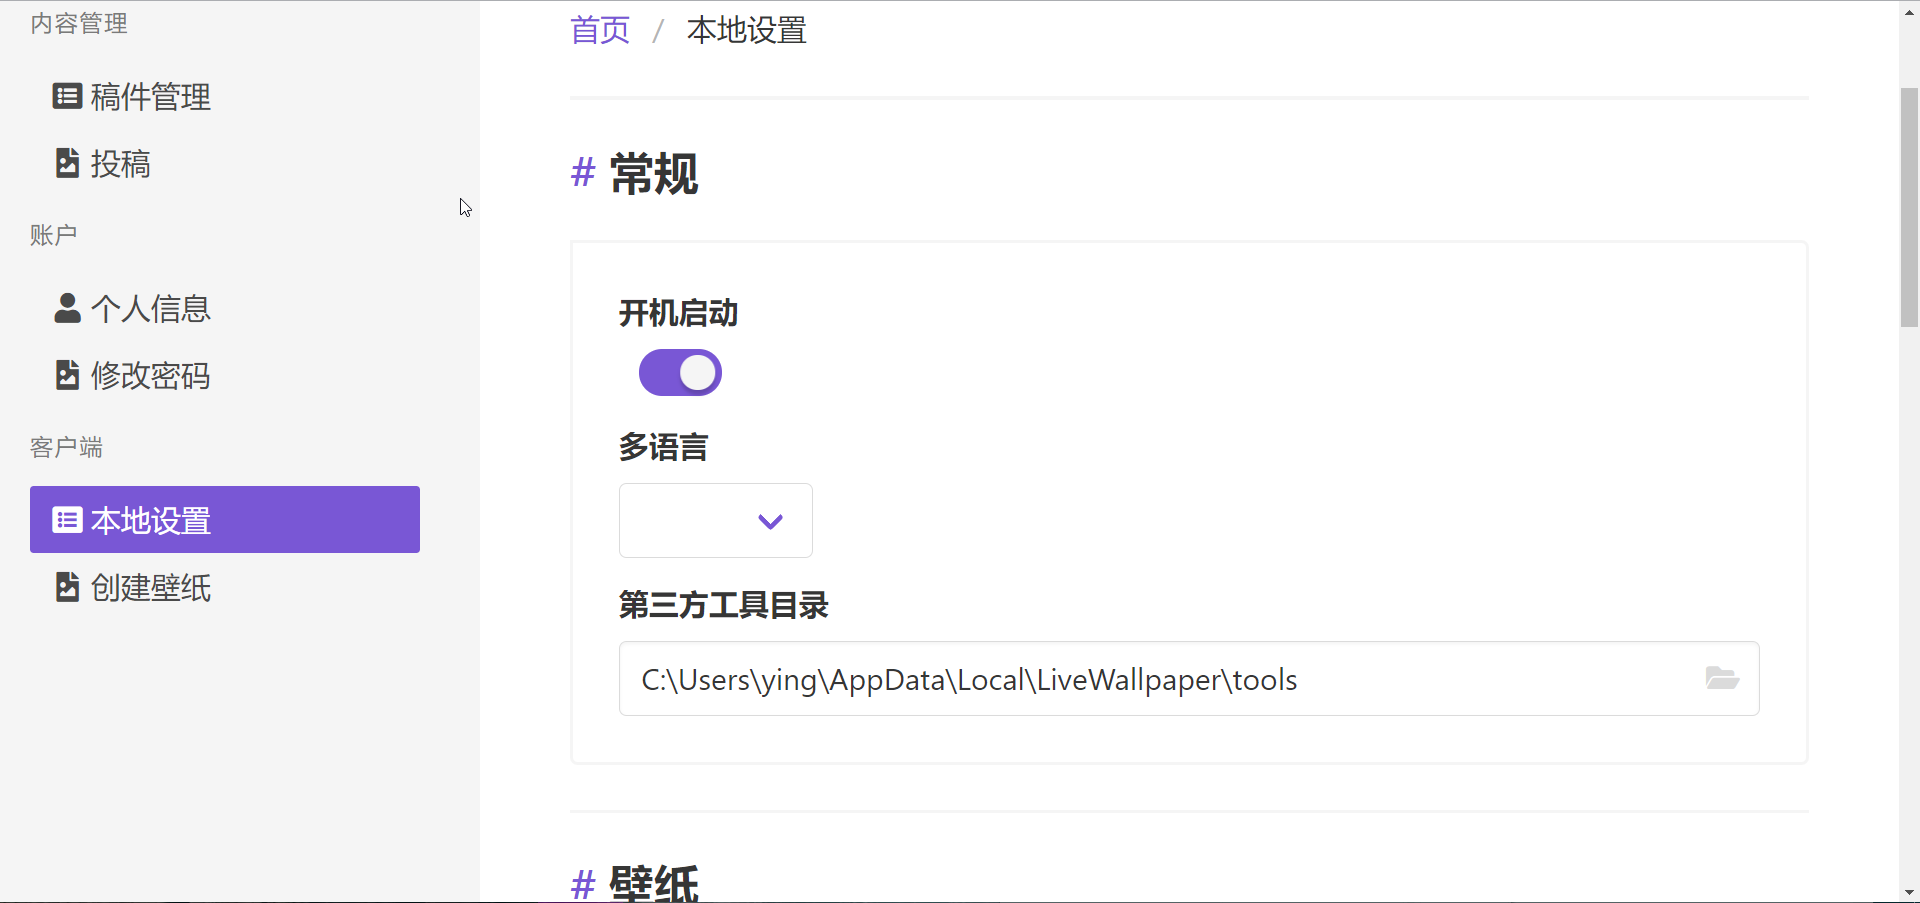 内容管理
稿件管理
投稿
账户
个人信息
修改密码
客户端
本地设置
创建壁纸
首页 / 本地设置
# 常规
开机启动
多语言
第三方工具目录
C:\Users\ying\AppData\Local\LiveWallpaper\tools
# 壁纸